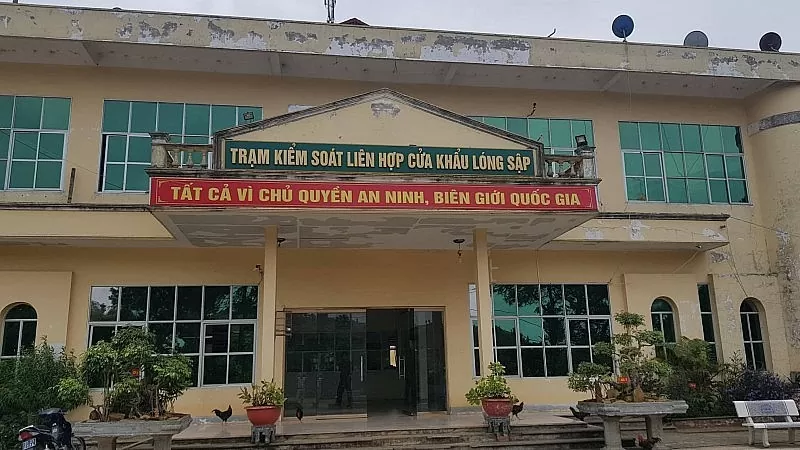 TRẠM KIỂM SOÁT LIÊN HỢP CỬA KHẨU LÓNG SẬP
TẤT CẢ VÌ CHỦ QUYỀN AN NINH, BIÊN GIỚI QUỐC GIA